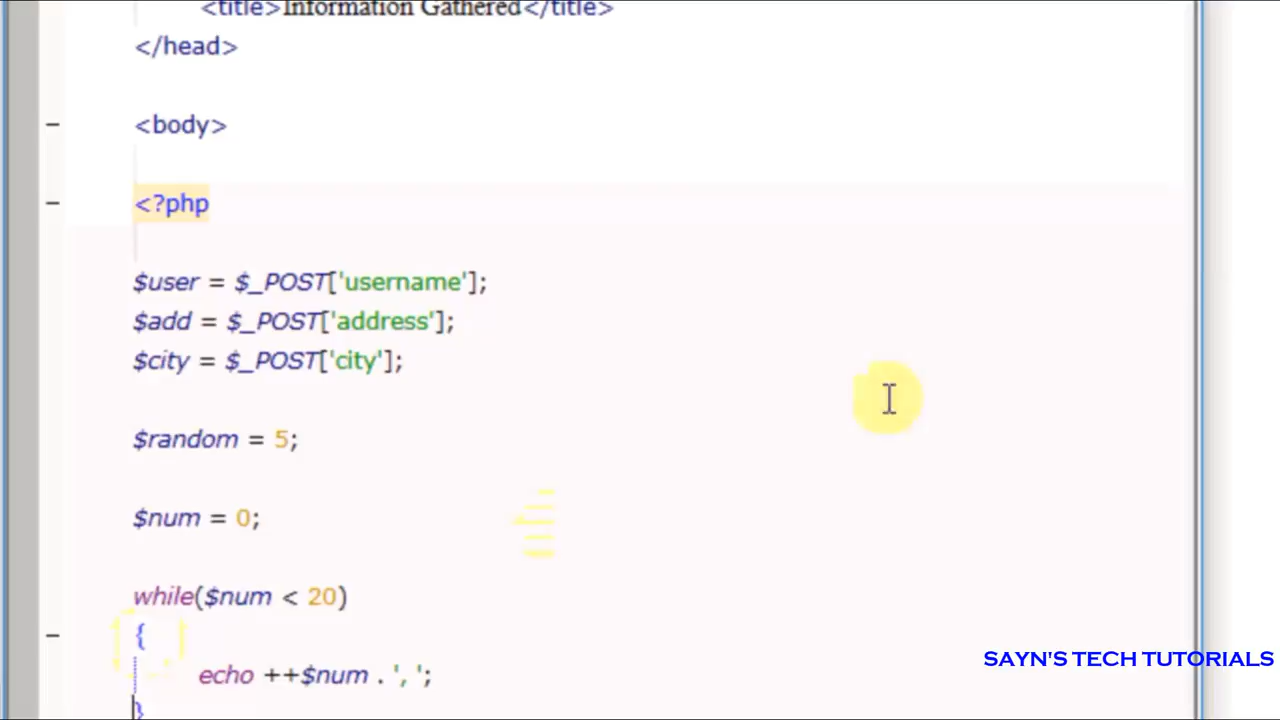 <title>Information Gathered</title>
</head>
<body>
<?php
$user = $_POST['username'];
$add = $_POST['address'];
$city = $_POST['city'];
$random = 5;
$num = 0;
while($num < 20)
{
echo ++$num . ', ';
}
SAYN'S TECH TUTORIALS